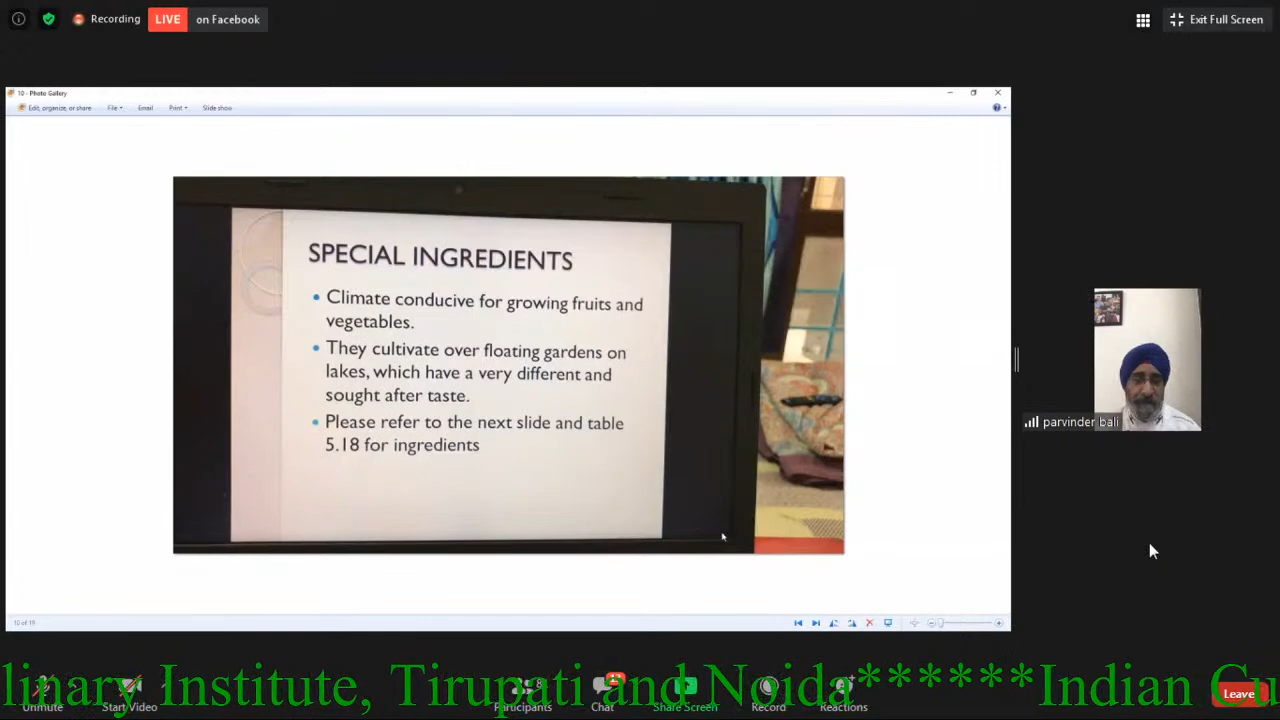 Recording LIVE on Facebook
Exit Full Screen
10 - Photo Gallery
Edit, organize, or share File Email Print Slide show
SPECIAL INGREDIENTS
• Climate conducive for growing fruits and
vegetables.
• They cultivate over floating gardens on
lakes, which have a very different and
sought after taste.
• Please refer to the next slide and table
5.18 for ingredients
parvinder bali
10 of 19
linary Institute, Tirupati and Noida******Indian Cu
Unmute Start Video Participants Chat Share Screen Record Reactions Leave